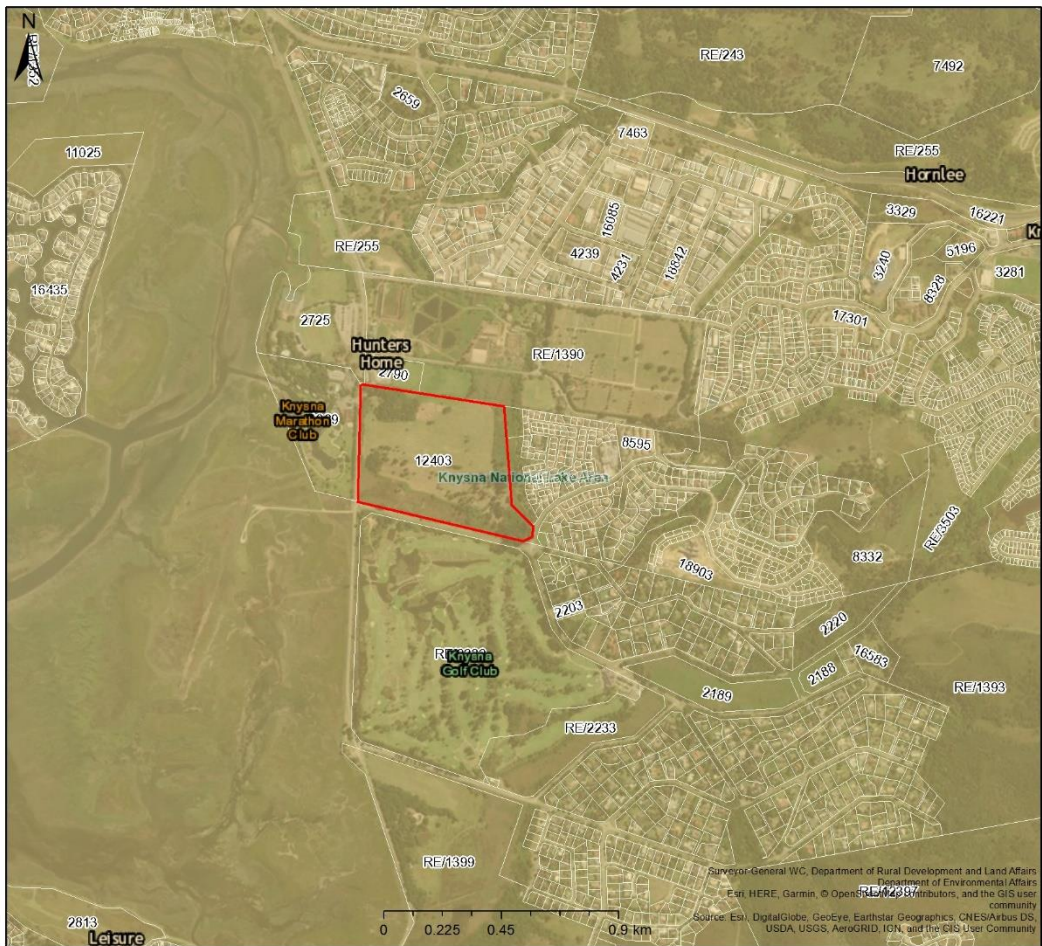 N
RE/243
7492
2659
11025
7463
RE/255
Hornlee
3329
16221
16085
5196
RE/255
4239
4231
18842
3240
8328
3281
16435
2725
17301
Hunters
Home
RE/1390
2790
Knysna
Marathon
Club
8595
12403
Knysna National Lake Area
RE/3503
8332
18903
2203
2220
Knysna
Golf Club
16583
2188
RE/1393
2189
RE/2233
RE/1399
Surveyor-General WC, Department of Rural Development and Land Affairs
Department of Environmental Affairs
Esri, HERE, Garmin, © OpenStreetMap contributors, and the GIS user
community
Source: Esri, DigitalGlobe, GeoEye, Earthstar Geographics, CNES/Airbus DS,
USDA, USGS, AeroGRID, IGN, and the GIS User Community
2813
Leisure
0 0.225 0.45 0.9 km